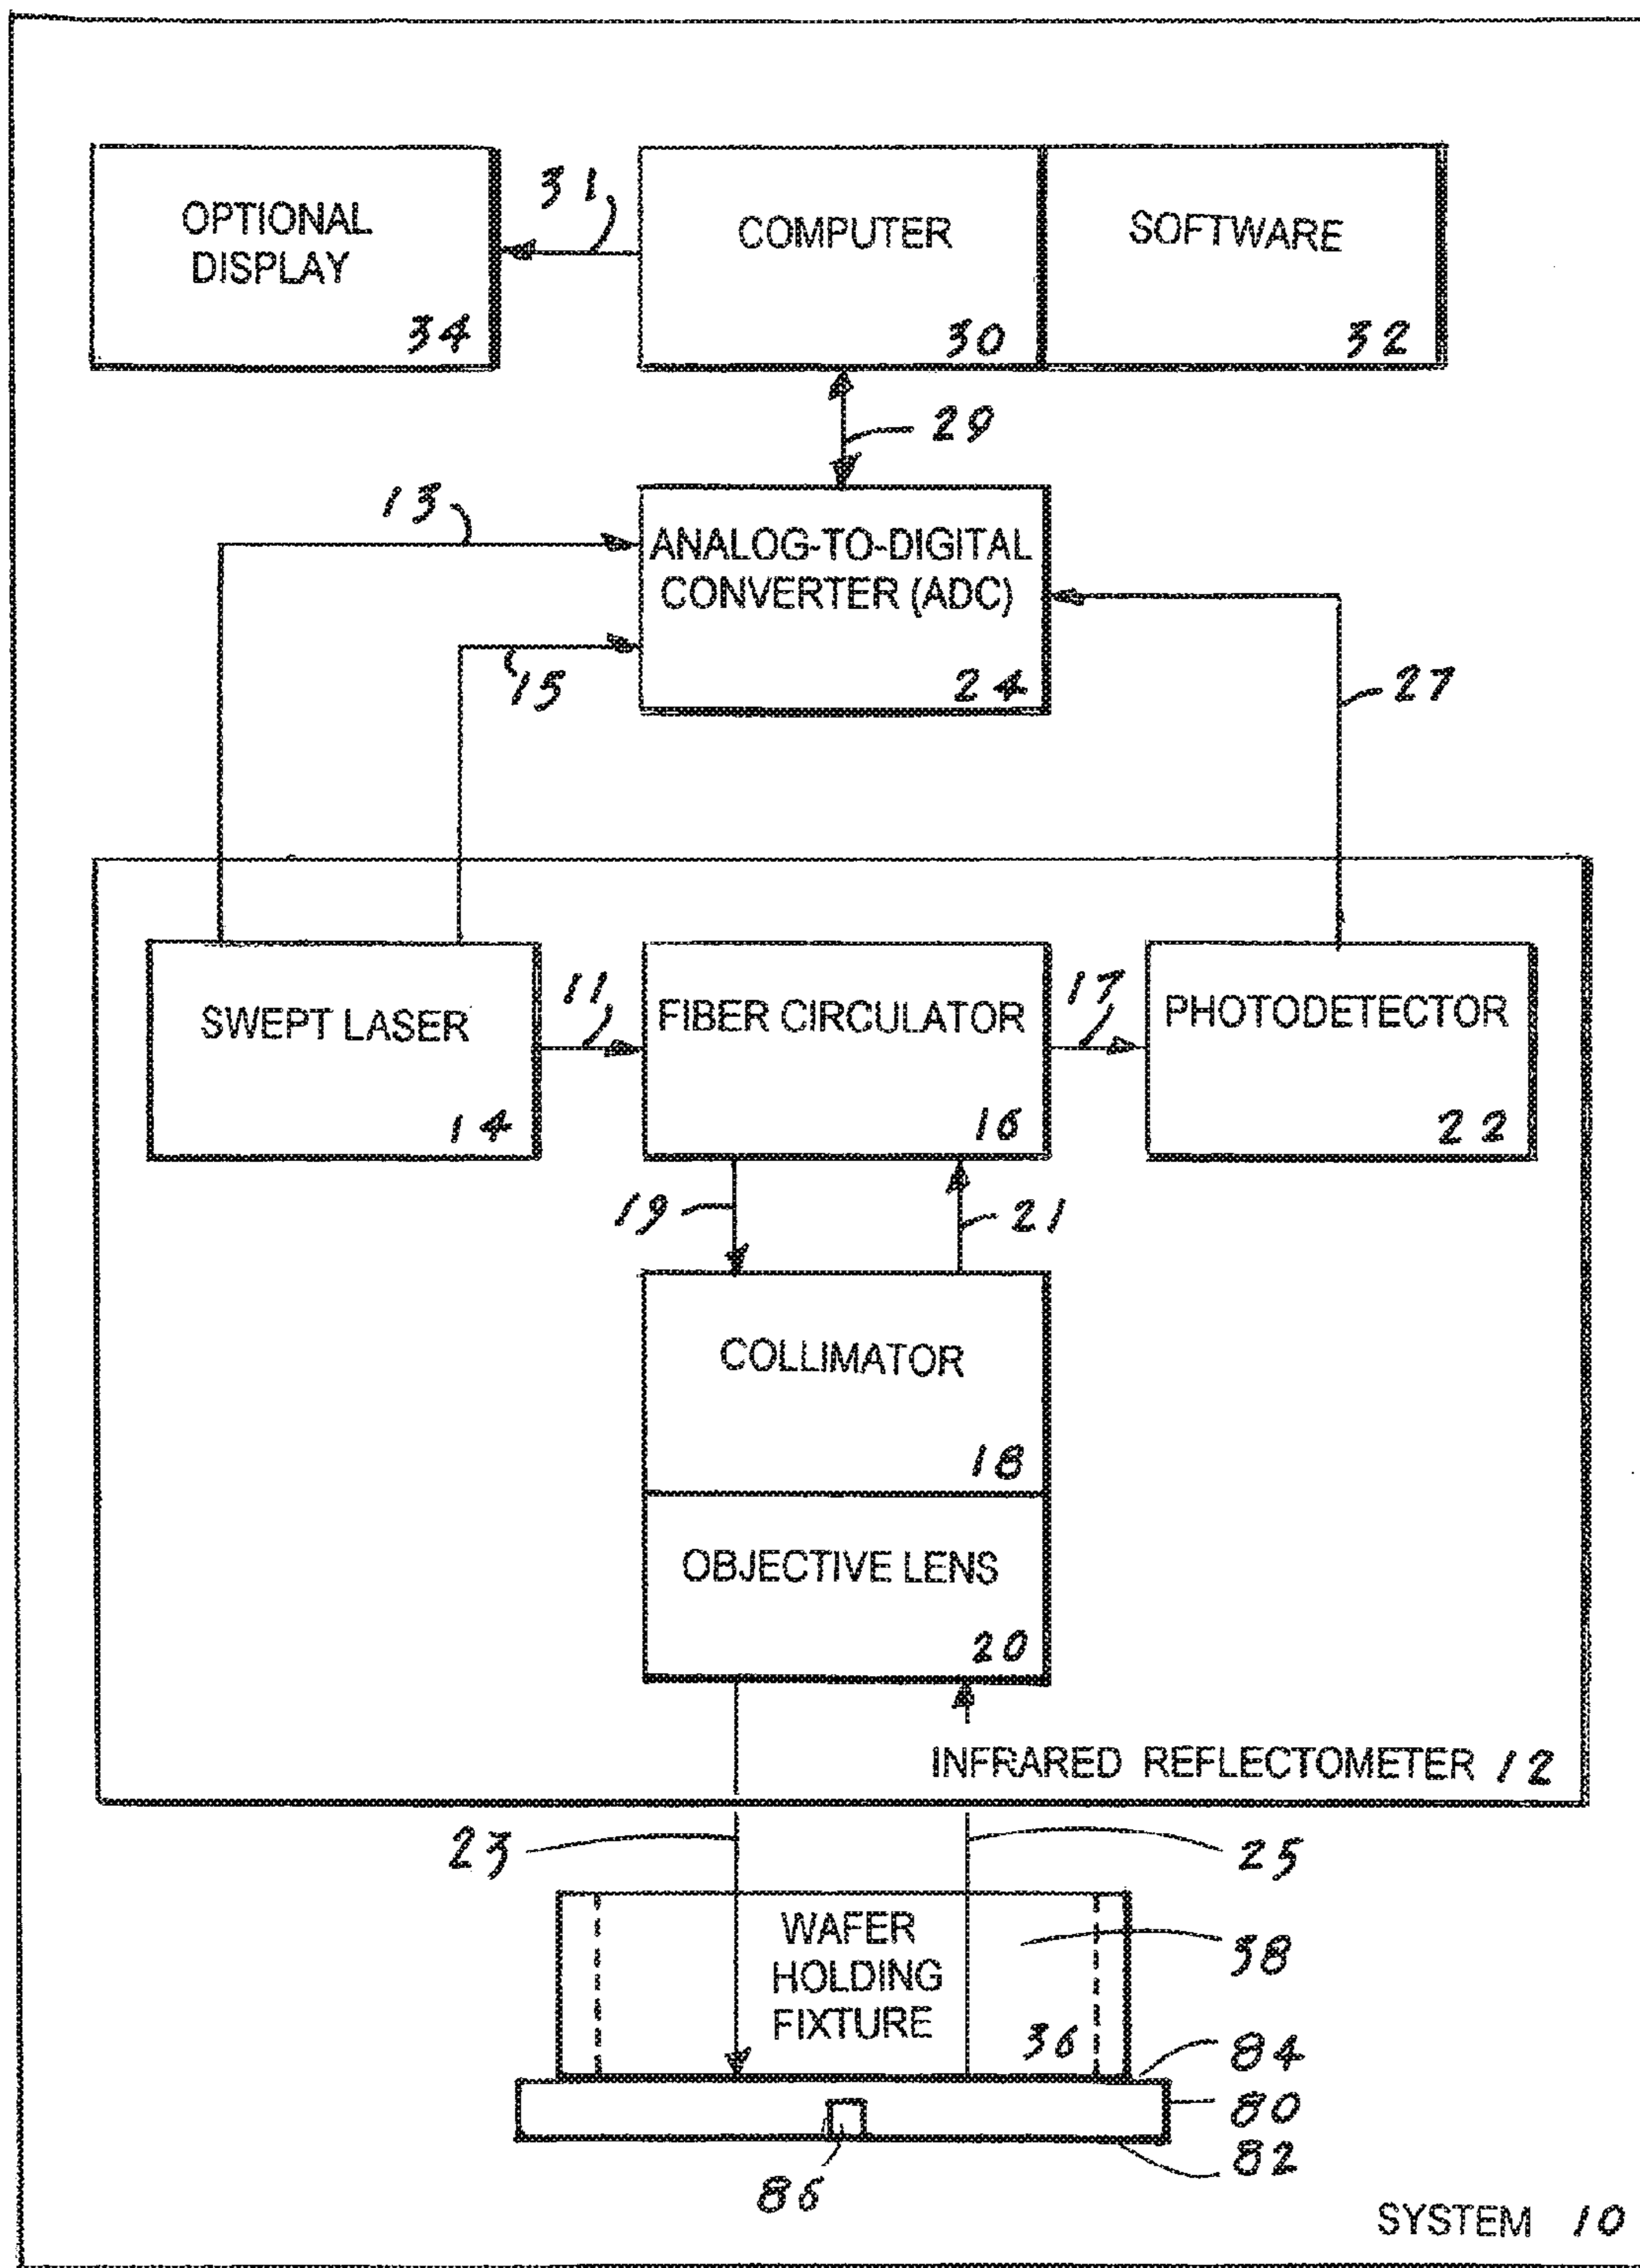 OPTIONAL
DISPLAY
34
31
COMPUTER
30
SOFTWARE
32
29
13
ANALOG-TO-DIGITAL
CONVERTER (ADC)
24
15
27
SWEPT LASER
14
11
FIBER CIRCULATOR
16
17
PHOTODETECTOR
22
19
21
COLLIMATOR
18
OBJECTIVE LENS
20
INFRARED REFLECTOMETER 12
23
25
WAFER
HOLDING
FIXTURE
36
38
84
80
82
86
SYSTEM 10